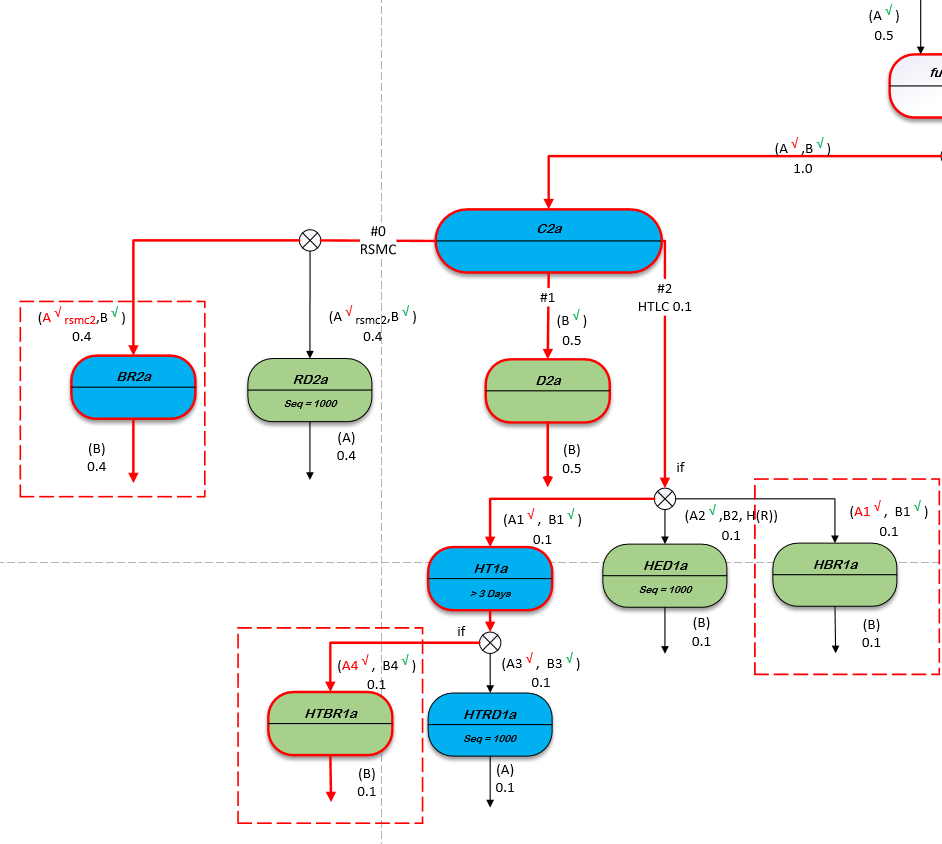 (A √)
0.5
fu
(A √,B √)
1.0
C2a
#0
RSMC
#1
#2
HTLC 0.1
(A √ rsmc2,B √)
0.4
(A √ rsmc2,B √)
0.4
(B √)
0.5
BR2a
RD2a
Seq = 1000
D2a
(B)
0.4
(A)
0.4
(B)
0.5
if
(A1 √, B1 √)
0.1
(A2 √,B2, H(R))
0.1
(A1 √, B1 √)
0.1
HT1a
> 3 Days
HED1a
Seq = 1000
HBR1a
(B)
0.1
(B)
0.1
if
(A4 √, B4 √)
0.1
(A3 √, B3 √)
0.1
HTBR1a
HTRD1a
Seq = 1000
(B)
0.1
(A)
0.1